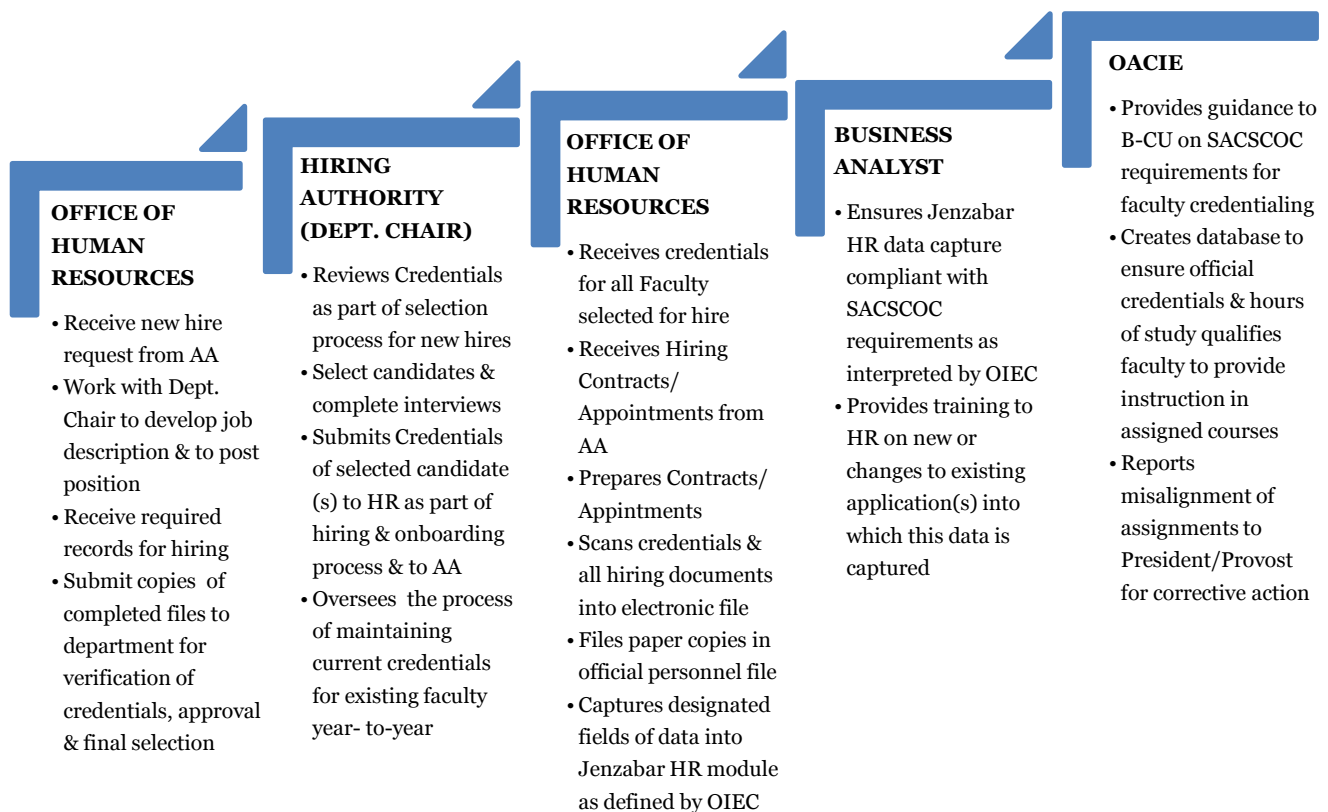 OFFICE OF
HUMAN
RESOURCES
• Receive new hire
request from AA
• Work with Dept.
Chair to develop job
description & to post
position
• Receive required
records for hiring
• Submit copies of
completed files to
department for
verification of
credentials, approval
& final selection
HIRING
AUTHORITY
(DEPT. CHAIR)
• Reviews Credentials
as part of selection
process for new hires
• Select candidates &
complete interviews
• Submits Credentials
of selected candidate
(s) to HR as part of
hiring & onboarding
process & to AA
• Oversees the process
of maintaining
current credentials
for existing faculty
year- to-year
OFFICE OF
HUMAN
RESOURCES
• Receives credentials
for all Faculty
selected for hire
• Receives Hiring
Contracts/
Appointments from
AA
• Prepares Contracts/
Appintments
• Scans credentials &
all hiring documents
into electronic file
• Files paper copies in
official personnel file
• Captures designated
fields of data into
Jenzabar HR module
as defined by OIEC
BUSINESS
ANALYST
• Ensures Jenzabar
HR data capture
compliant with
SACSCOC
requirements as
interpreted by OIEC
• Provides training to
HR on new or
changes to existing
application(s) into
which this data is
captured
OACIE
• Provides guidance to
B-CU on SACSCOC
requirements for
faculty credentialing
• Creates database to
ensure official
credentials & hours
of study qualifies
faculty to provide
instruction in
assigned courses
• Reports
misalignment of
assignments to
President/Provost
for corrective action